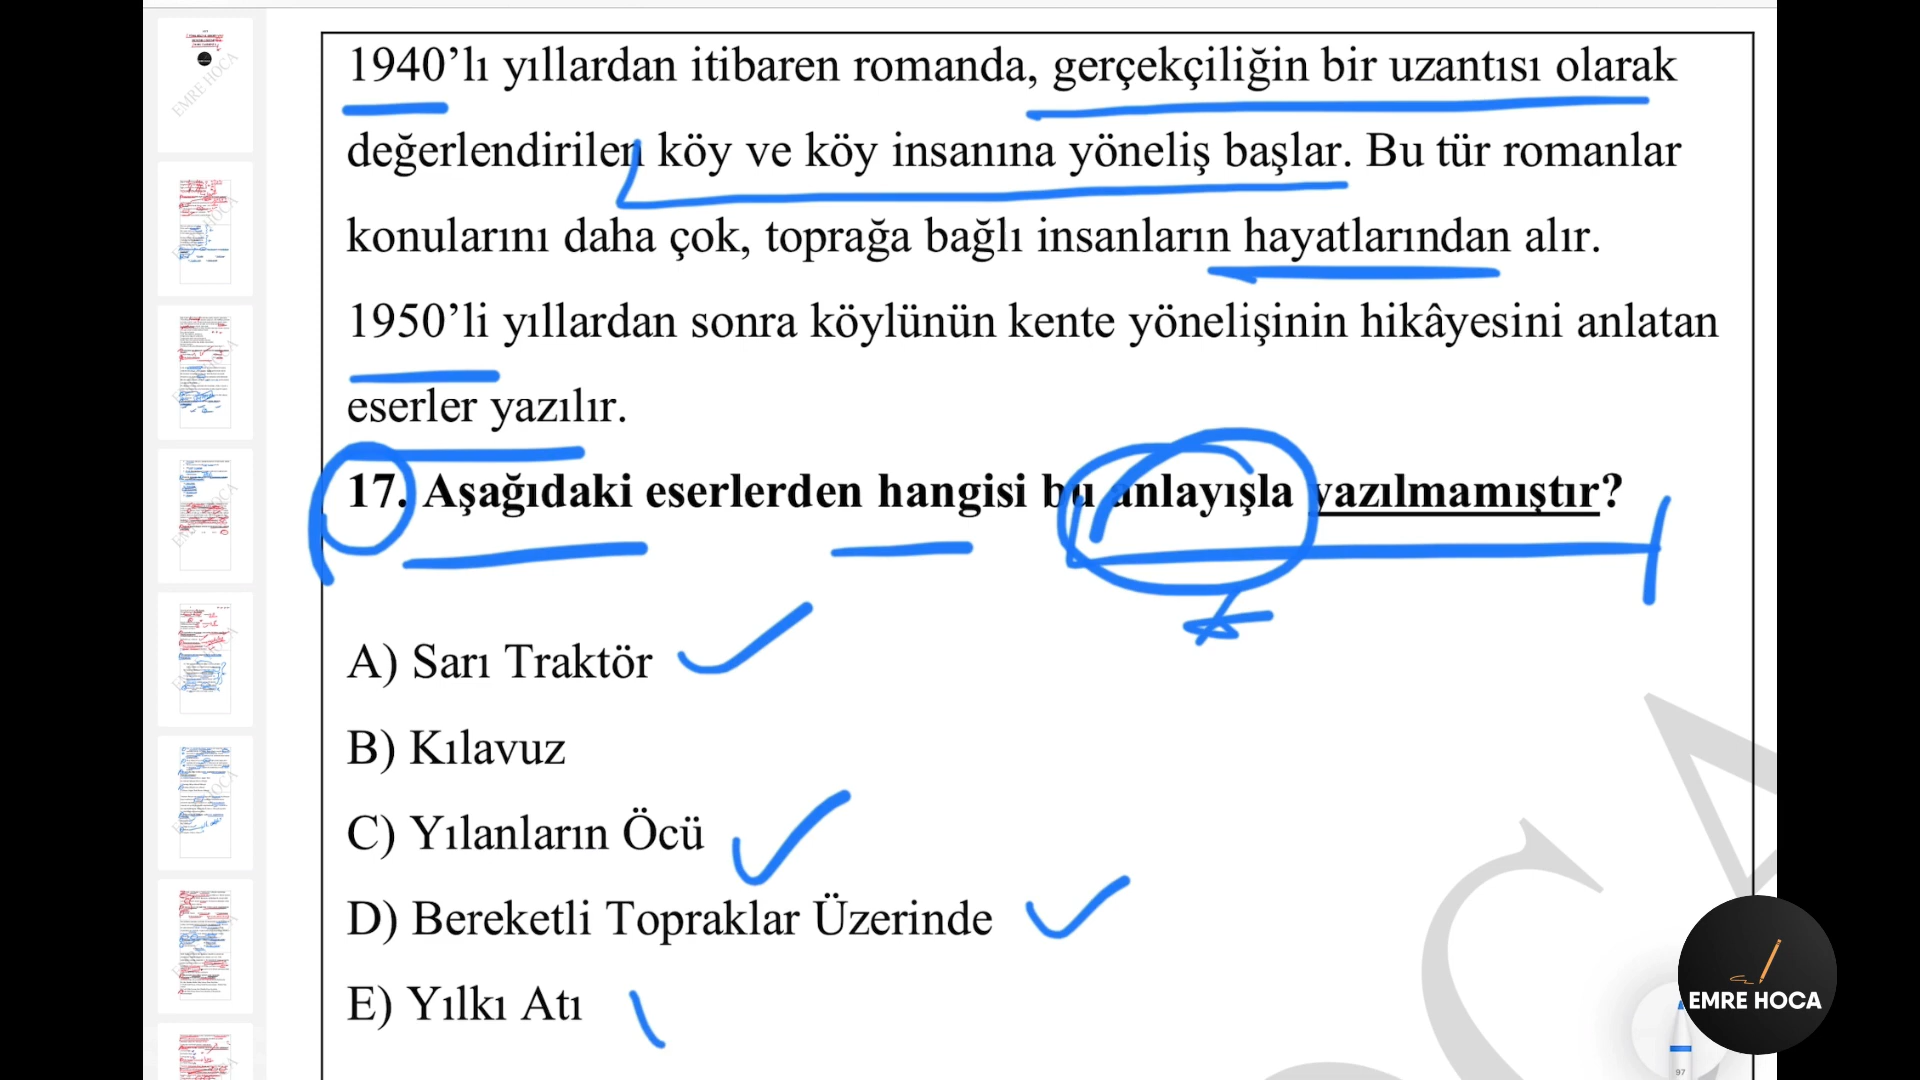 1940’lı yıllardan itibaren romanda, gerçekçiliğin bir uzantısı olarak
değerlendirilen köy ve köy insanına yöneliş başlar. Bu tür romanlar
konularını daha çok, toprağa bağlı insanların hayatlarından alır.
1950’li yıllardan sonra köylünün kente yönelişinin hikâyesini anlatan
eserler yazılır.
17. Aşağıdaki eserlerden hangisi bu anlayışla yazılmamıştır?
A) Sarı Traktör
B) Kılavuz
C) Yılanların Öcü
D) Bereketli Topraklar Üzerinde
E) Yılkı Atı
EMRE HOCA
97